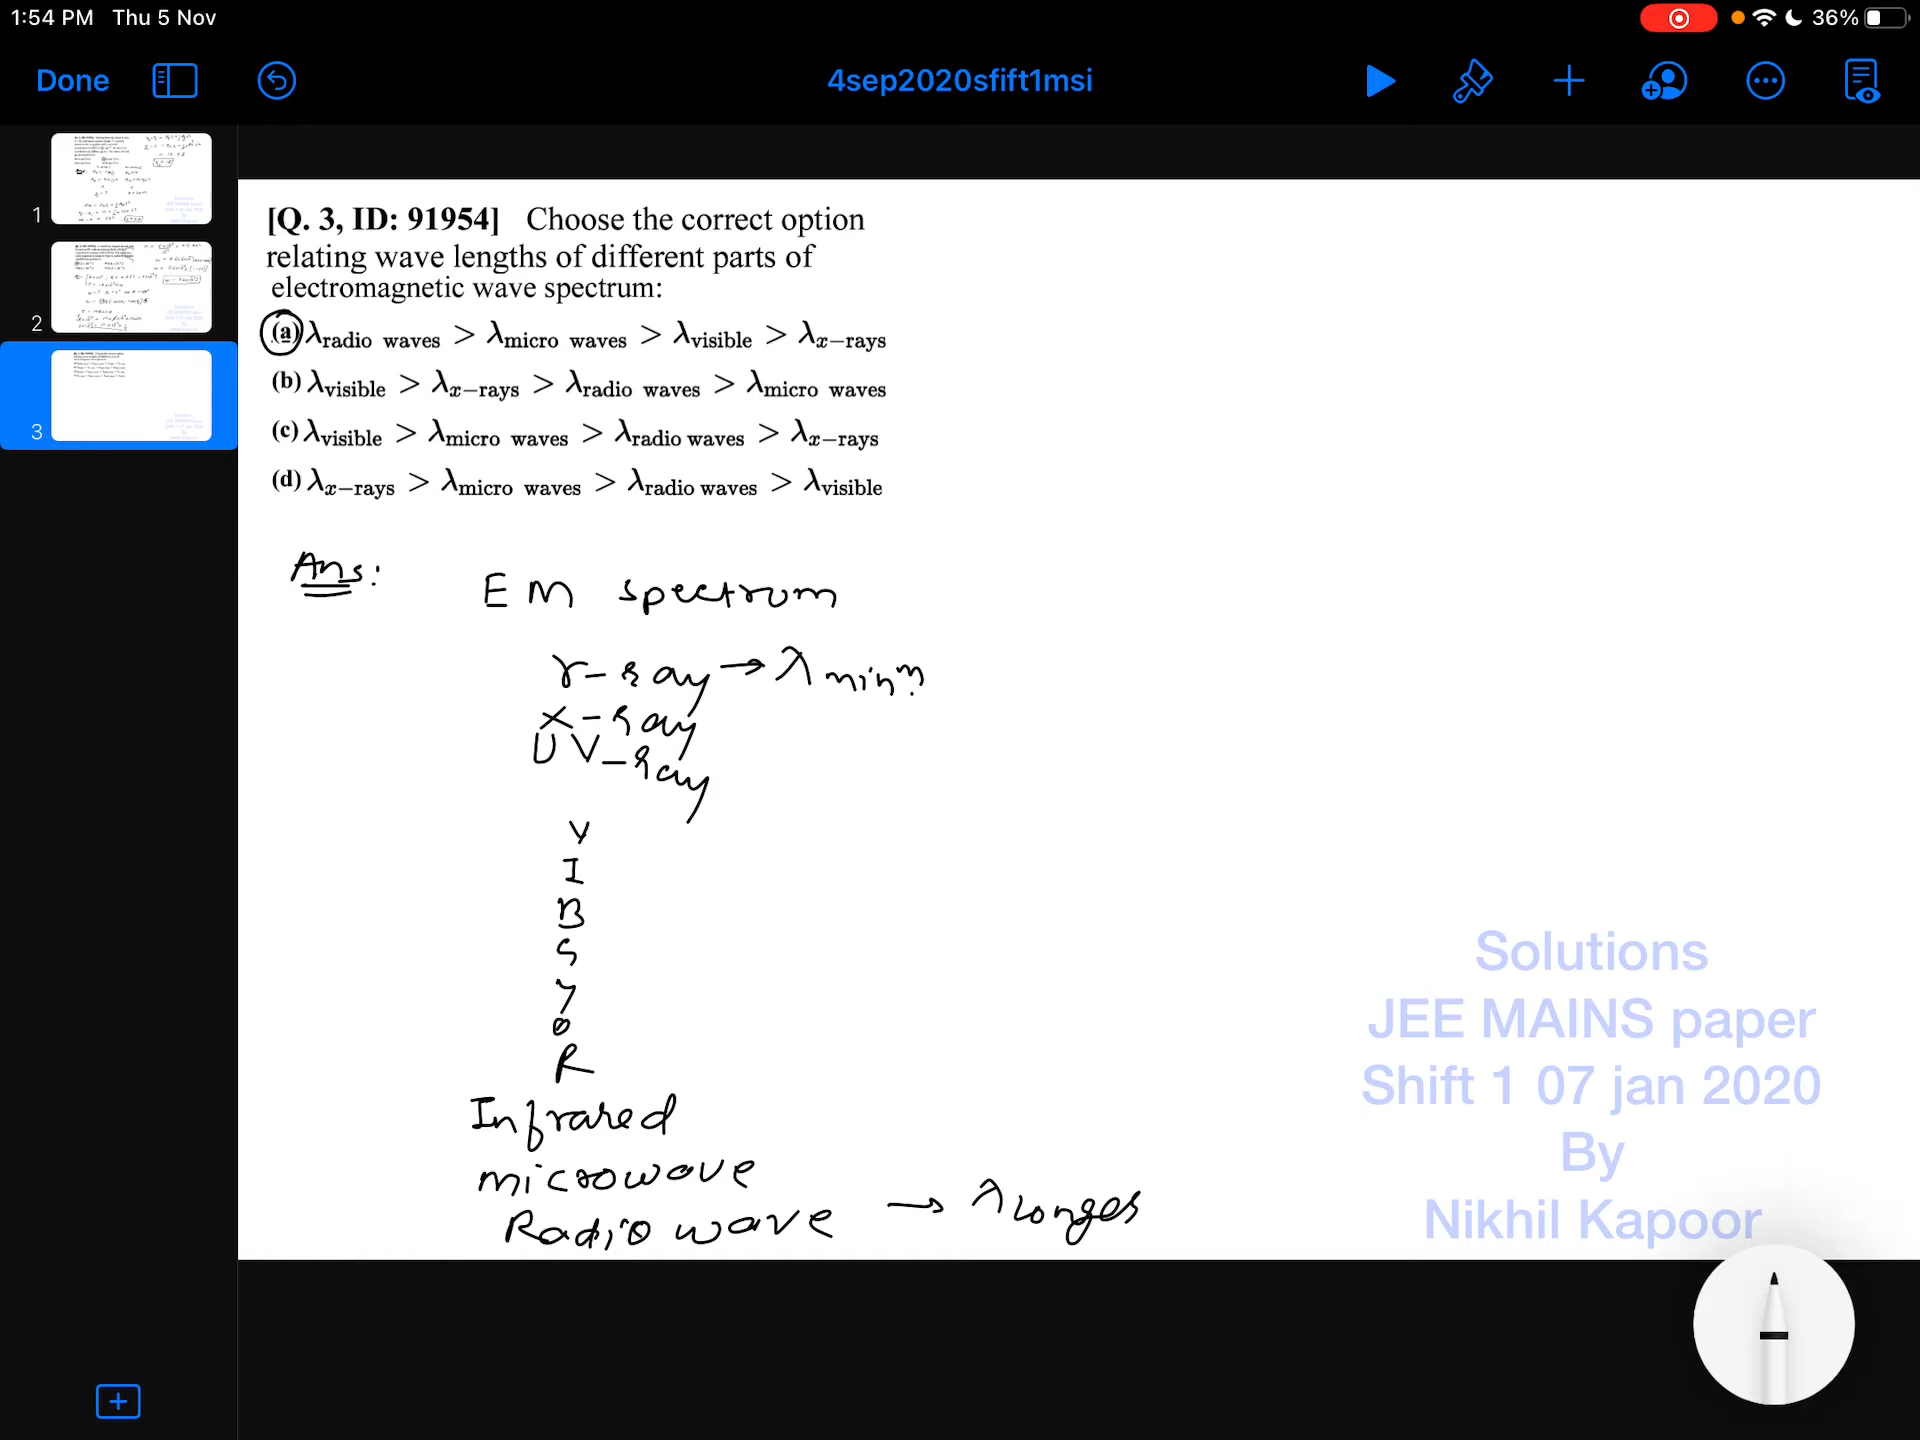 1:54 PM Thu 5 Nov
36%
Done
4sep2020sfift1msi
1
2
3
[Q. 3, ID: 91954] Choose the correct option
relating wave lengths of different parts of
electromagnetic wave spectrum:
(a) λradio waves > λmicro waves > λvisible > λx−rays
(b) λvisible > λx−rays > λradio waves > λmicro waves
(c) λvisible > λmicro waves > λradio waves > λx−rays
(d) λx−rays > λmicro waves > λradio waves > λvisible
Ans:
EM spectrum
γ-ray → λ minm
X-ray
UV-ray
V
I
B
G
Y
O
R
Infrared
microwave
Radio wave → λ longes
Solutions
JEE MAINS paper
Shift 1 07 jan 2020
By
Nikhil Kapoor